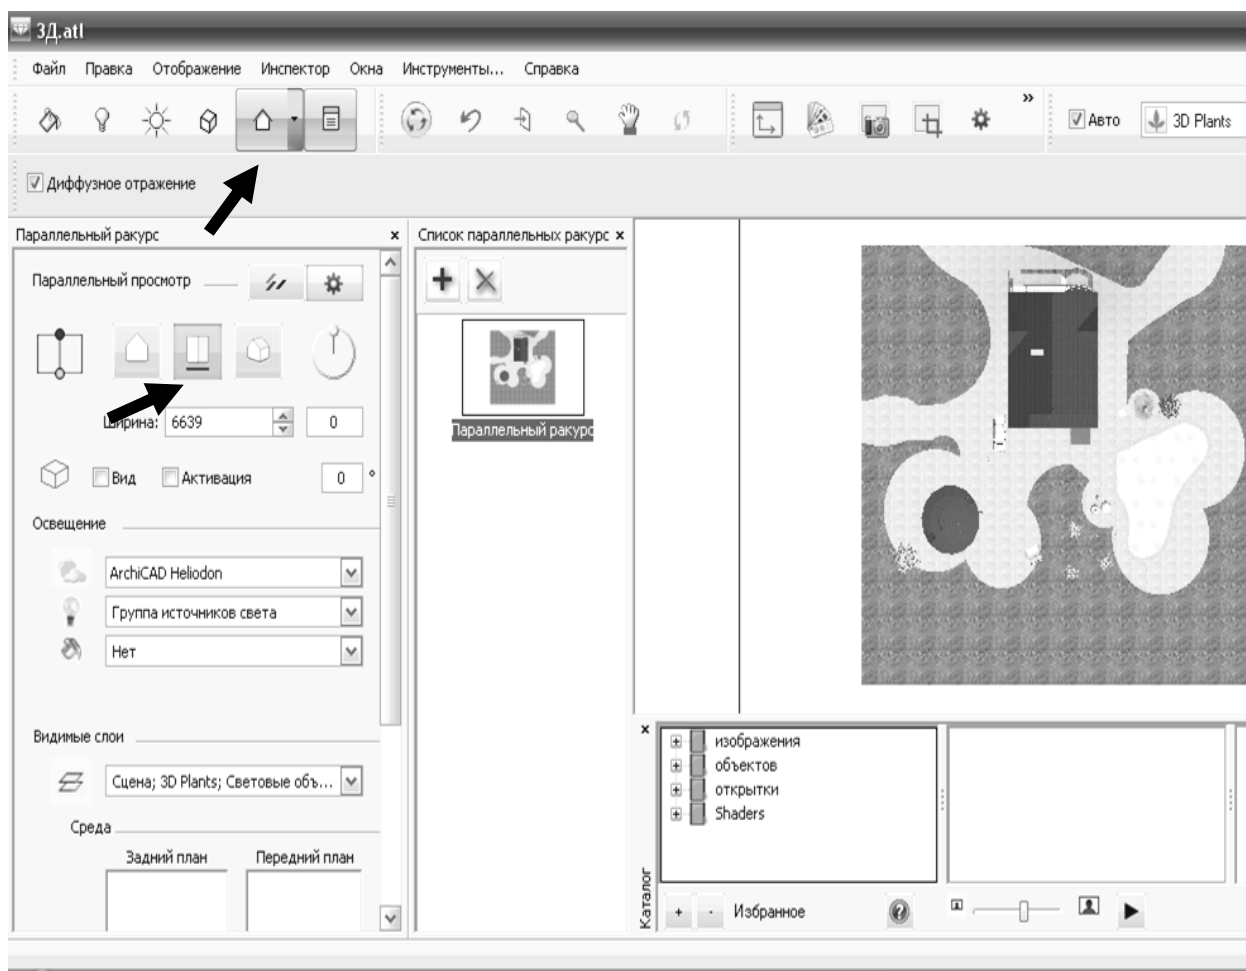 3Д.atl
Файл Правка Отображение Инспектор Окна Инструменты... Справка
» Авто 3D Plants
Диффузное отражение
Параллельный ракурс x Список параллельных ракурс x
Параллельный просмотр
Ширина: 6639 0
Параллельный ракурс
Вид Активация 0 °
Освещение
ArchiCAD Heliodon
Группа источников света
Нет
Видимые слои
Сцена; 3D Plants; Световые объ...
Среда
Задний план Передний план
x
изображения
объектов
открытки
Shaders
Каталог
+ - Избранное